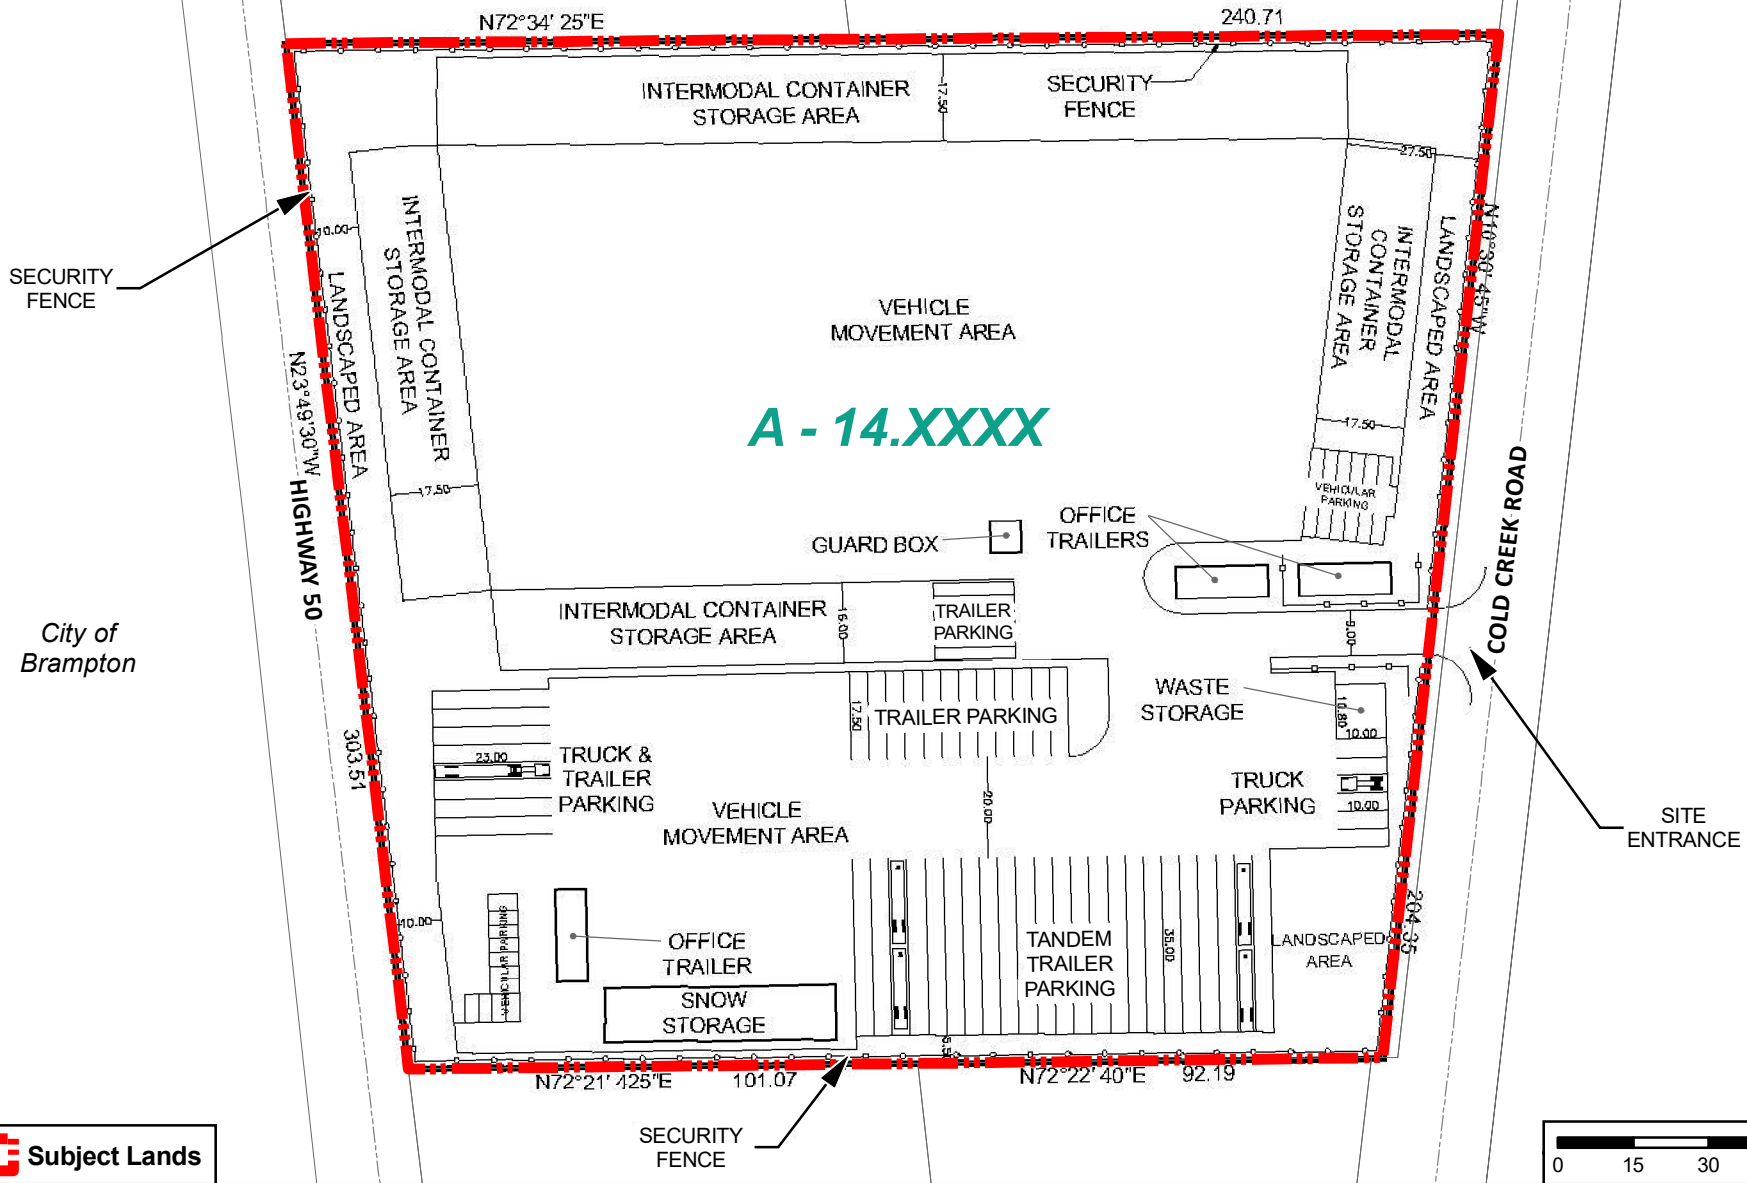 N72°34' 25"E
240.71
INTERMODAL CONTAINER
STORAGE AREA
17.50
SECURITY
FENCE
27.50
SECURITY
FENCE
10.00
LANDSCAPED AREA
INTERMODAL CONTAINER
STORAGE AREA
17.50
N23°49'30"W
HIGHWAY 50
303.51
City of
Brampton
VEHICLE
MOVEMENT AREA
A - 14.XXXX
INTERMODAL
CONTAINER
STORAGE AREA
LANDSCAPED AREA
17.50
VEHICULAR
PARKING
COLD CREEK ROAD
GUARD BOX
OFFICE
TRAILERS
INTERMODAL CONTAINER
STORAGE AREA
16.00
TRAILER
PARKING
9.00
WASTE
STORAGE
10.80
10.00
17.50
TRAILER PARKING
23.00
TRUCK &
TRAILER
PARKING
VEHICLE
MOVEMENT AREA
20.00
TRUCK
PARKING
10.00
SITE
ENTRANCE
10.00
VEHICULAR PARKING
OFFICE
TRAILER
SNOW
STORAGE
TANDEM
TRAILER
PARKING
35.00
LANDSCAPED
AREA
204.35
N72°21' 425"E
101.07
N72°22' 40"E
92.19
SECURITY
FENCE
Subject Lands
0 15 30